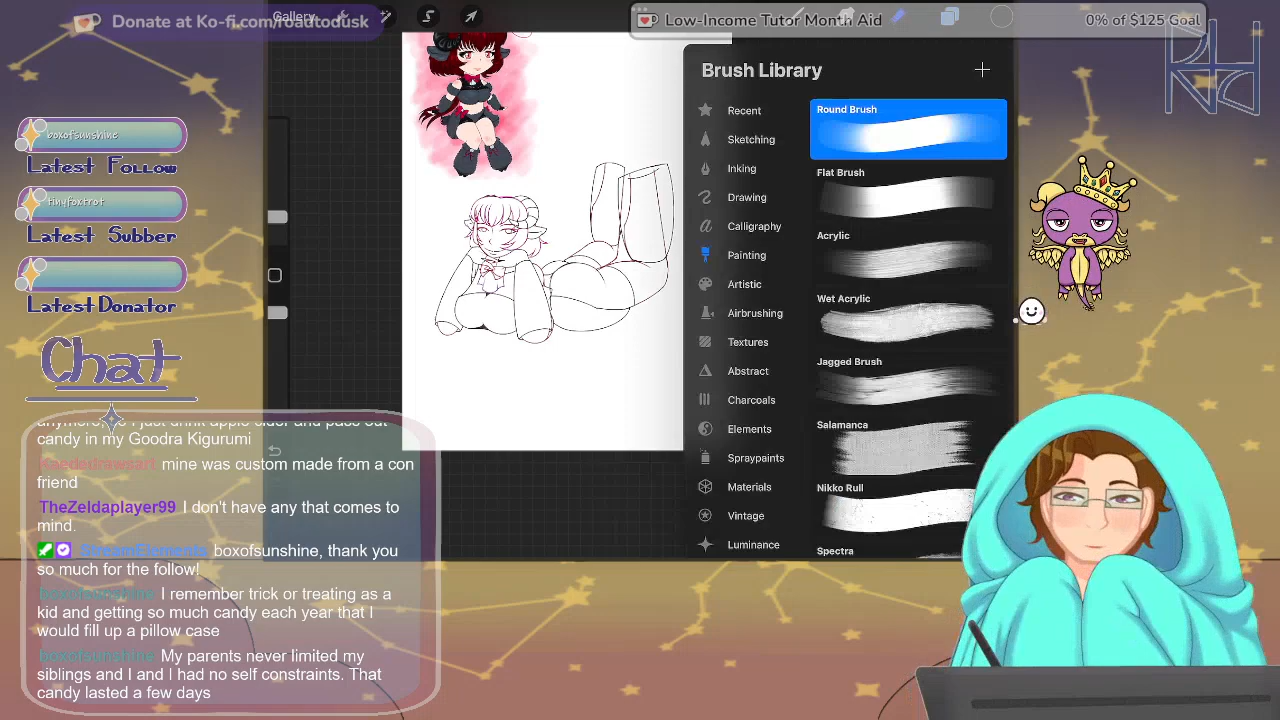 Donate at Ko-fi.com/roadtodusk
Gallery
Low-Income Tutor Month Aid
0% of $125 Goal
boxofsunshine
Latest Follow
tinyfoxtrot
Latest Subber
Latest Donator
Chat
candy in my Goodra Kigurumi
mine was custom made from a con
friend
TheZeldaplayer99 I don't have any that comes to
mind.
StreamElements boxofsunshine, thank you
so much for the follow!
boxofsunshine I remember trick or treating as a
kid and getting so much candy each year that I
would fill up a pillow case
boxofsunshine My parents never limited my
siblings and I and I had no self constraints. That
candy lasted a few days
Brush Library
Recent
Sketching
Inking
Drawing
Calligraphy
Painting
Artistic
Airbrushing
Textures
Abstract
Charcoals
Elements
Spraypaints
Materials
Vintage
Luminance
Round Brush
Flat Brush
Acrylic
Wet Acrylic
Jagged Brush
Salamanca
Nikko Rull
Spectra